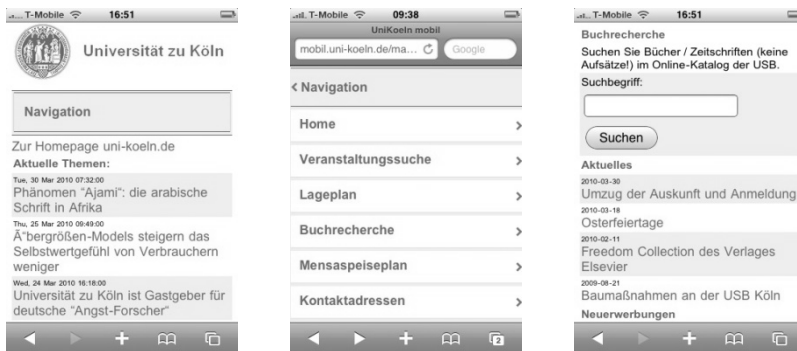 T-Mobile 16:51
Universität zu Köln
Navigation
Zur Homepage uni-koeln.de
Aktuelle Themen:
Tue, 30 Mar 2010 07:32:00
Phänomen "Ajami": die arabische
Schrift in Afrika
Thu, 25 Mar 2010 09:49:00
Ã"bergrößen-Models steigern das
Selbstwertgefühl von Verbrauchern
weniger
Wed, 24 Mar 2010 16:18:00
Universität zu Köln ist Gastgeber für
deutsche "Angst-Forscher"
T-Mobile 09:38
UniKoeln mobil
mobil.uni-koeln.de/ma... Google
Navigation
Home
Veranstaltungssuche
Lageplan
Buchrecherche
Mensaspeiseplan
Kontaktadressen
2
T-Mobile 16:51
Buchrecherche
Suchen Sie Bücher / Zeitschriften (keine
Aufsätze!) im Online-Katalog der USB.
Suchbegriff:
Suchen
Aktuelles
2010-03-30
Umzug der Auskunft und Anmeldung
2010-03-18
Osterfeiertage
2010-02-11
Freedom Collection des Verlages
Elsevier
2009-08-21
Baumaßnahmen an der USB Köln
Neuerwerbungen